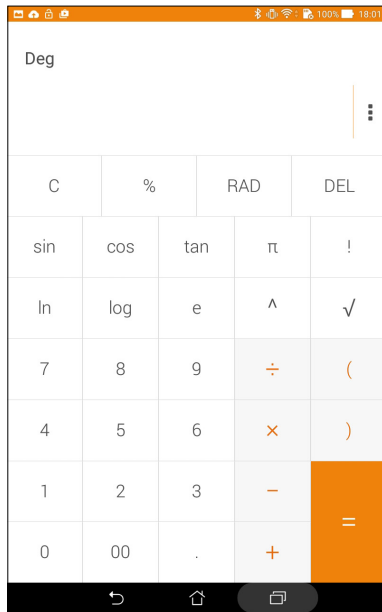 100% 18:01
Deg
C % RAD DEL
sin cos tan π !
ln log e ^ √
7 8 9 ÷ (
4 5 6 × )
1 2 3 −
=
0 00 . +